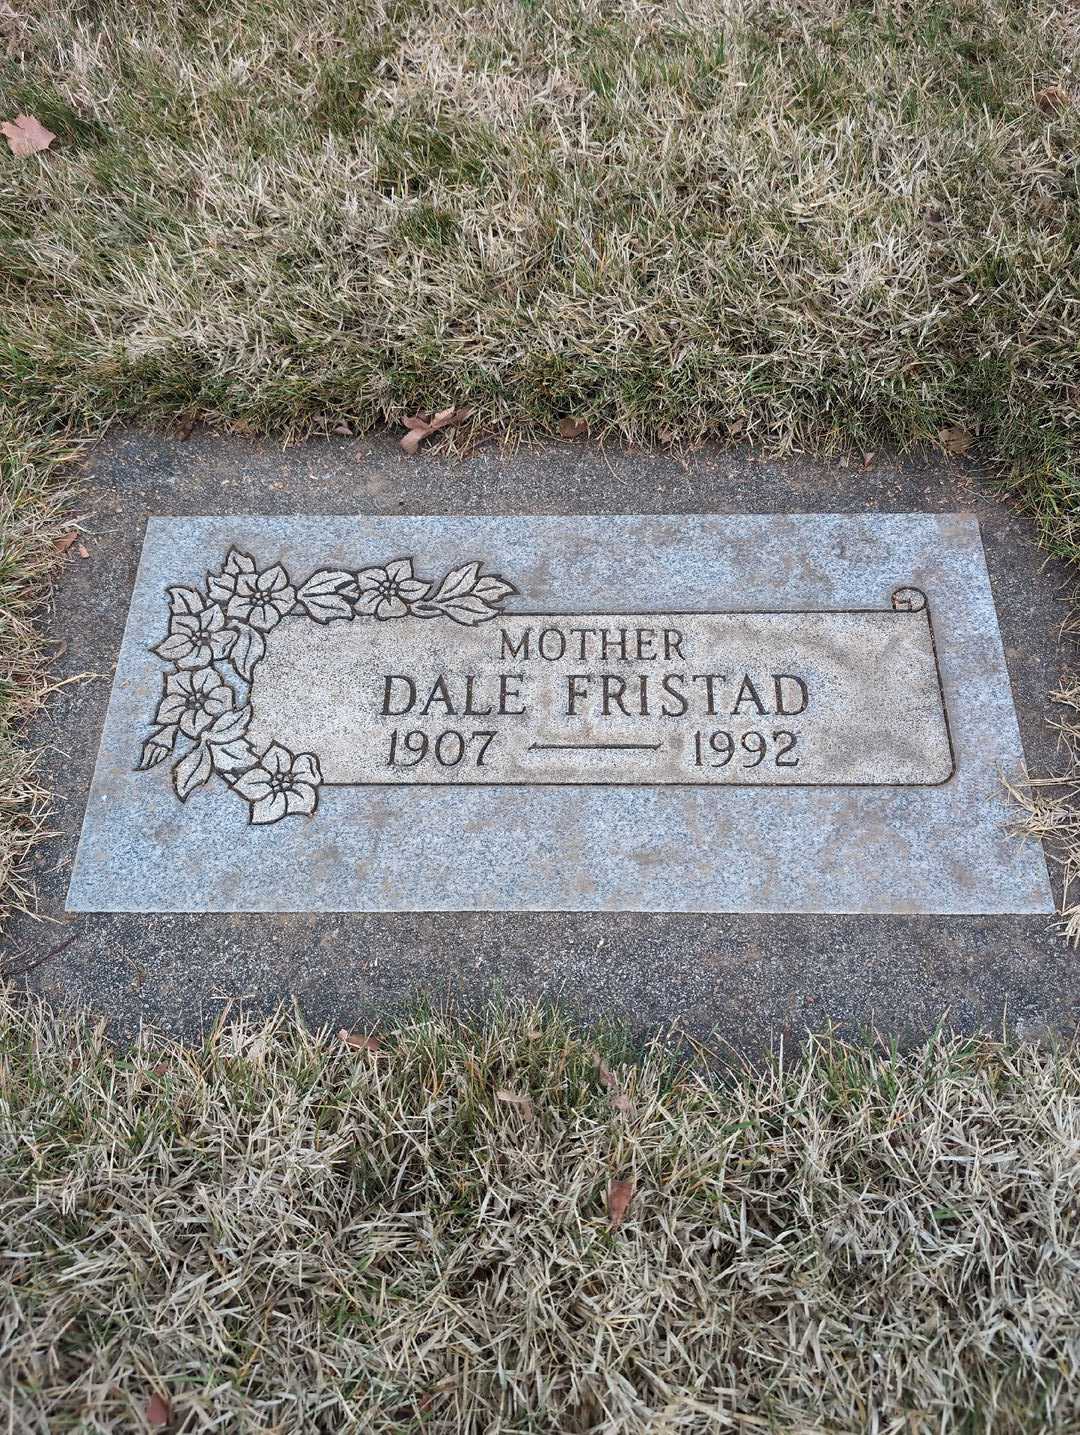 MOTHER
DALE FRISTAD
1907 — 1992